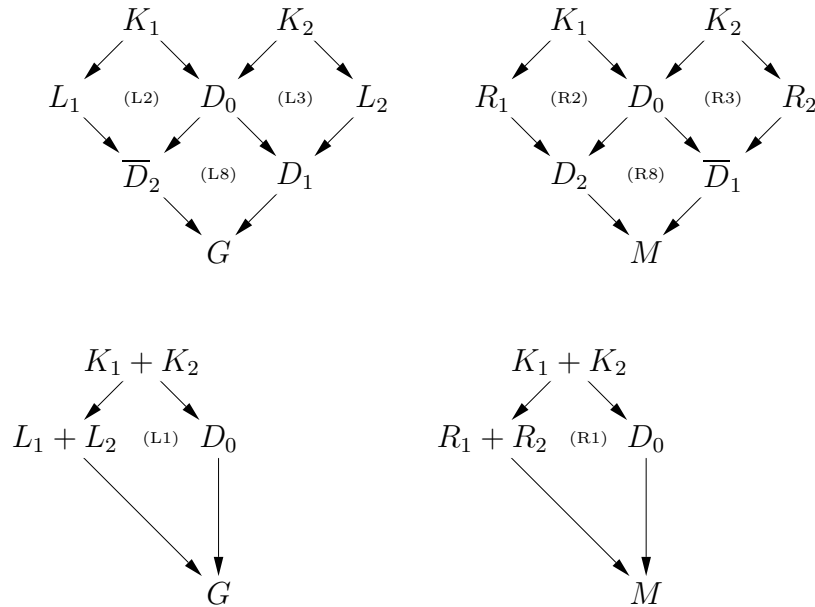 K₁ K₂ K₁ K₂
L₁ (L2) D₀ (L3) L₂ R₁ (R2) D₀ (R3) R₂
D̅₂ (L8) D₁ D₂ (R8) D̅₁
G M
K₁ + K₂ K₁ + K₂
L₁ + L₂ (L1) D₀ R₁ + R₂ (R1) D₀
G M